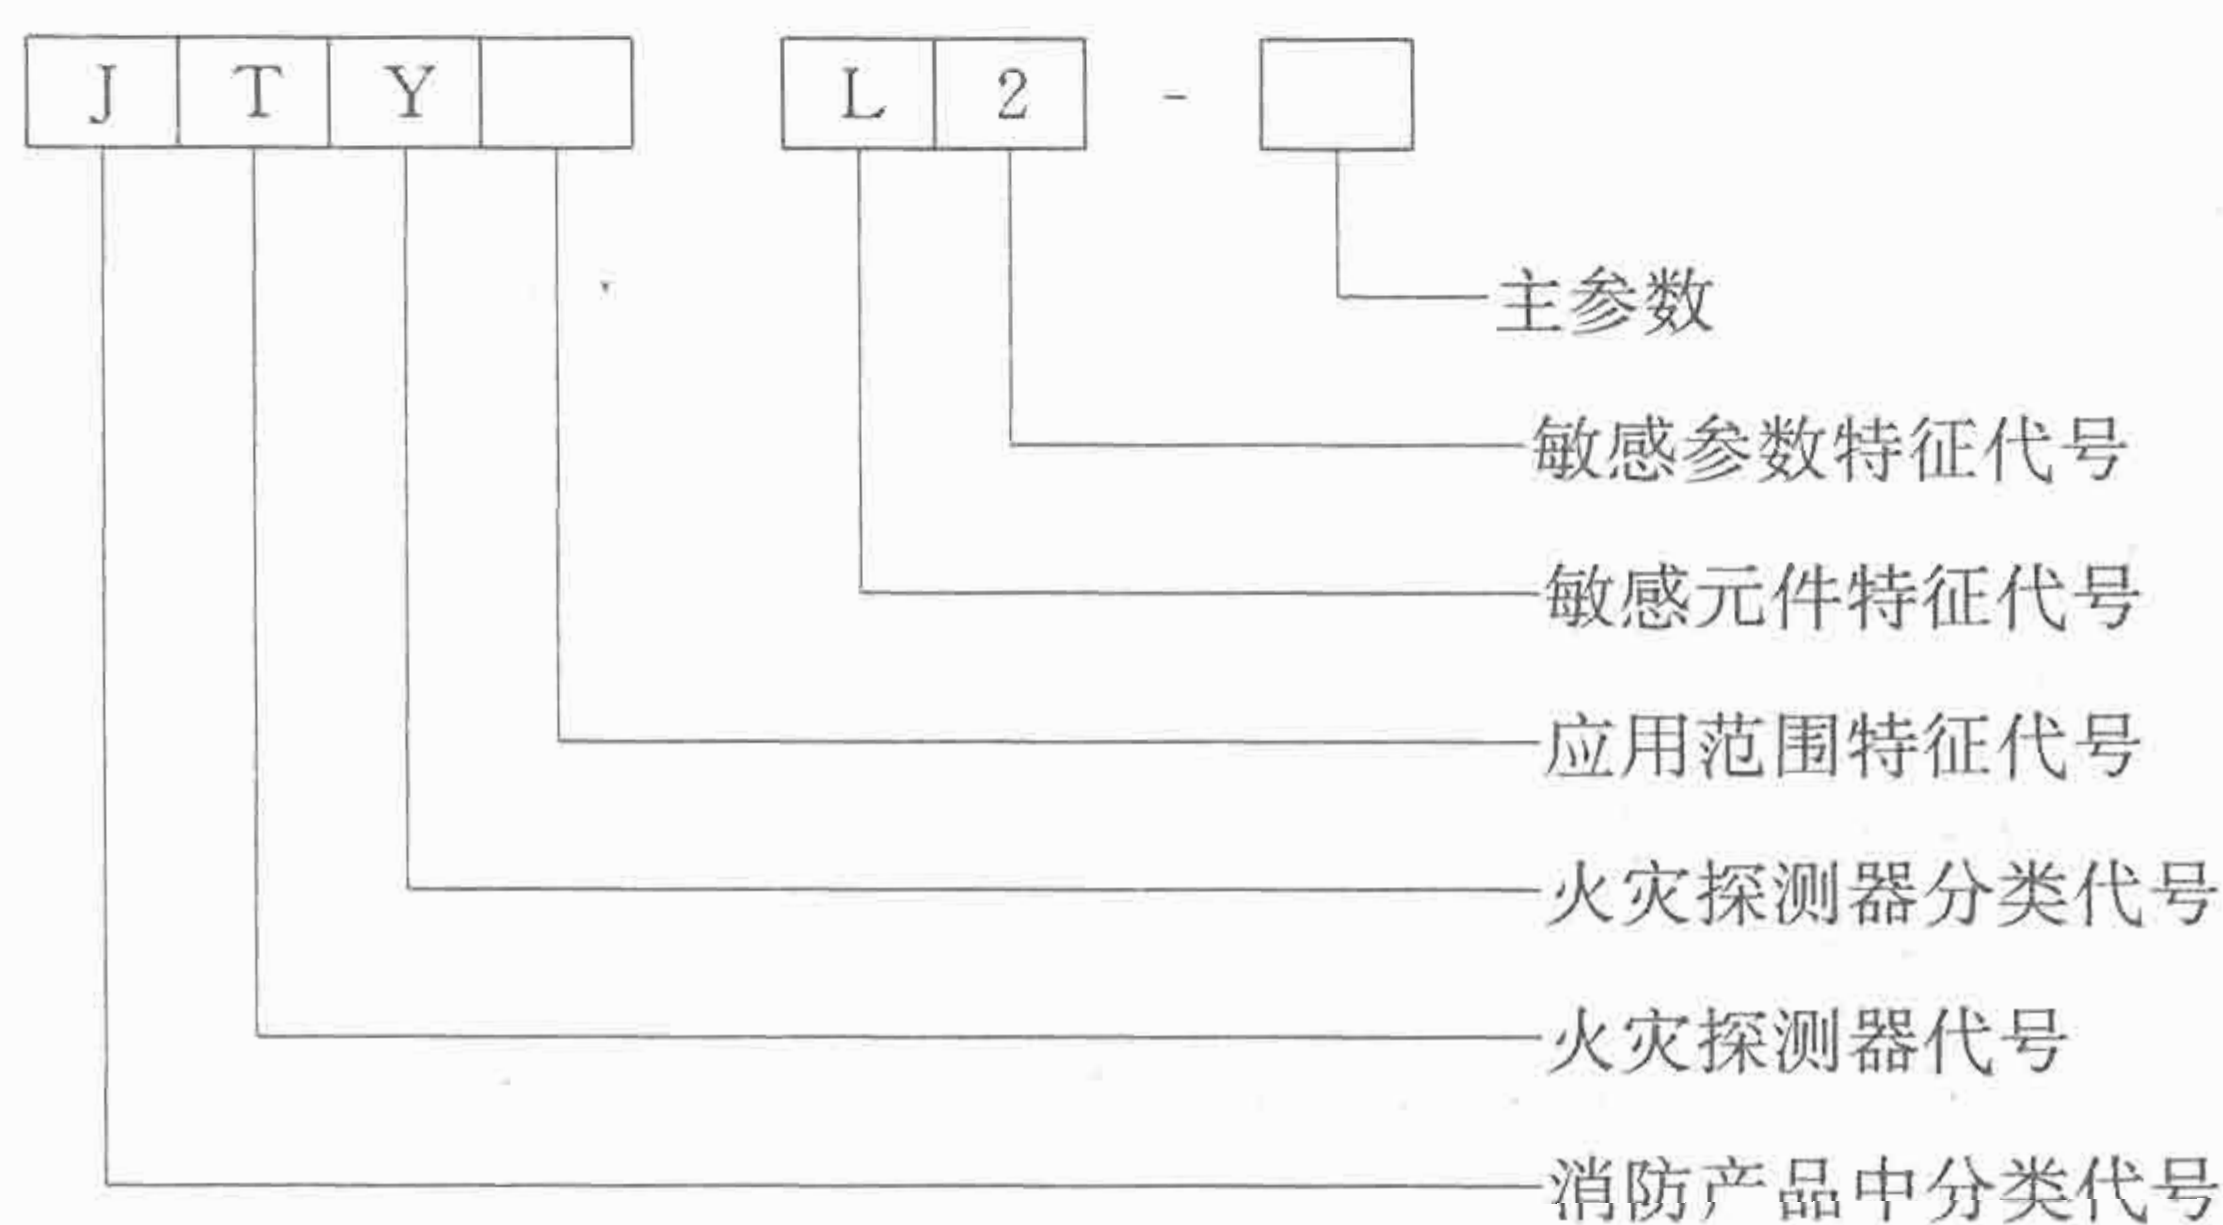 J T Y L 2 -
主参数
敏感参数特征代号
敏感元件特征代号
应用范围特征代号
火灾探测器分类代号
火灾探测器代号
消防产品中分类代号